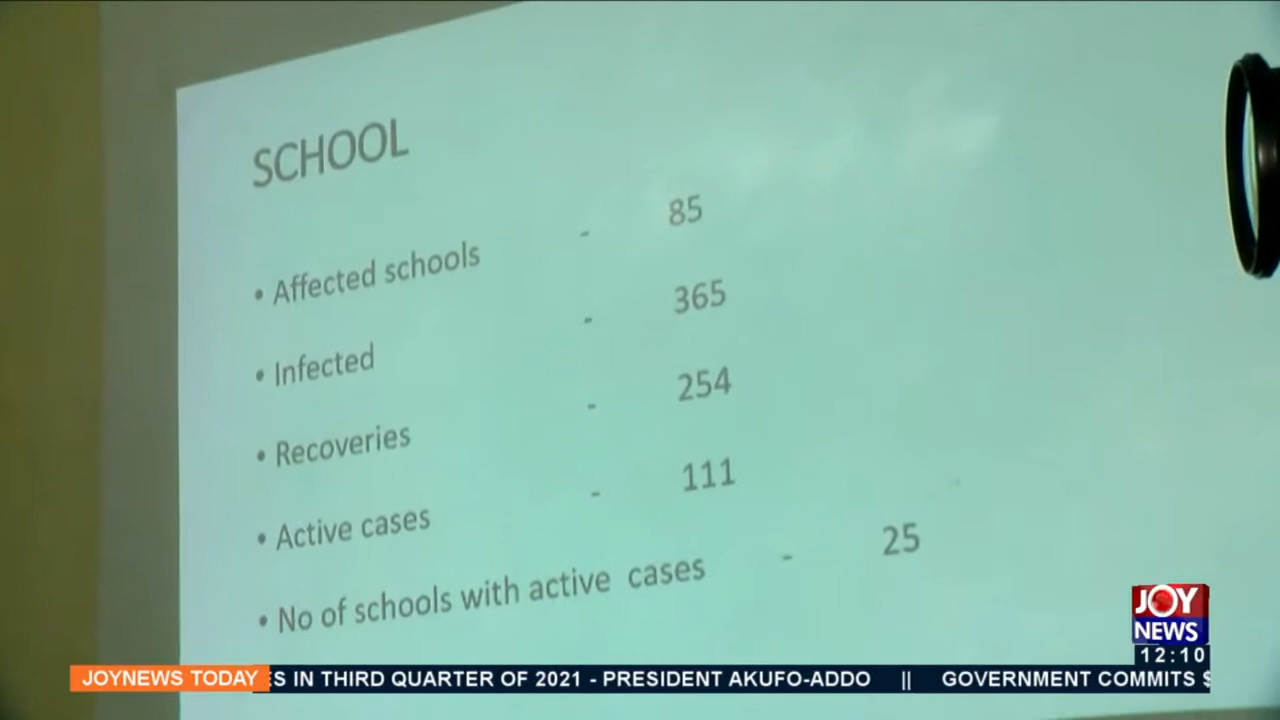 SCHOOL
• Affected schools - 85
• Infected - 365
• Recoveries - 254
• Active cases - 111
• No of schools with active cases - 25
JOY
NEWS
12:10
JOYNEWS TODAY
S IN THIRD QUARTER OF 2021 - PRESIDENT AKUFO-ADDO || GOVERNMENT COMMITS $